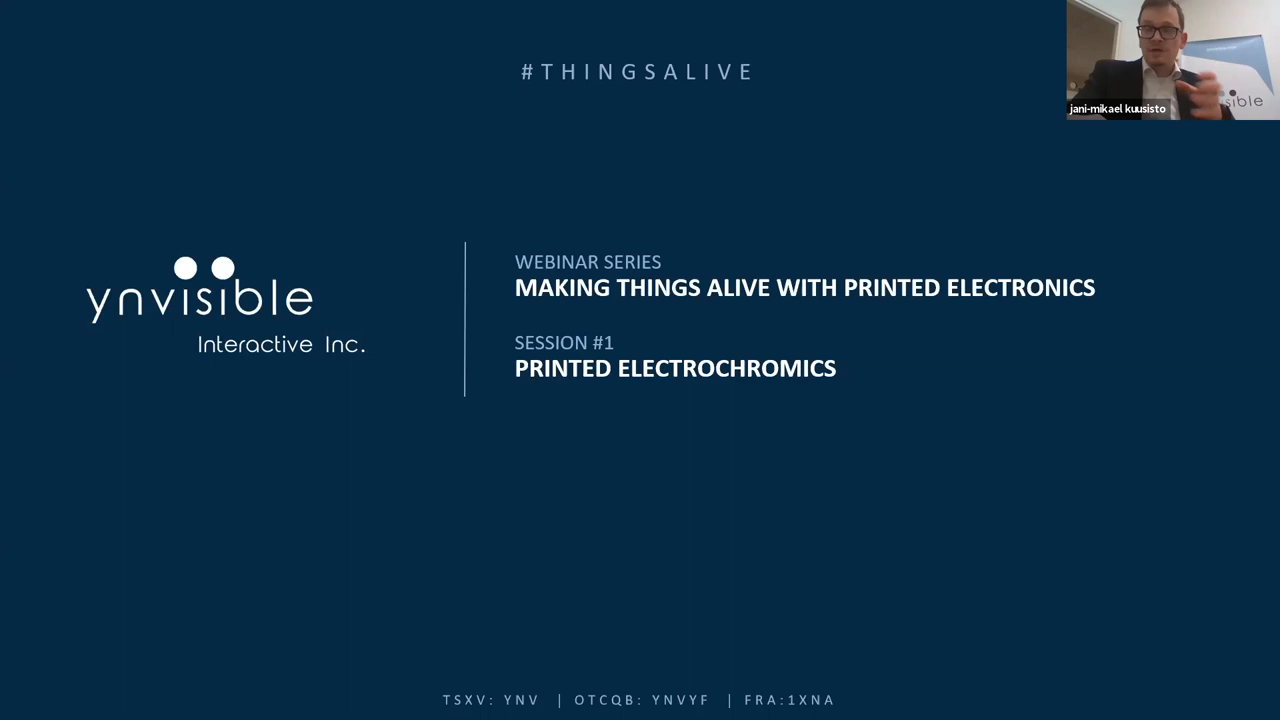 #THINGSALIVE
jani-mikael kuusisto
sible
ynvisible
Interactive Inc.
WEBINAR SERIES
MAKING THINGS ALIVE WITH PRINTED ELECTRONICS
SESSION #1
PRINTED ELECTROCHROMICS
TSXV: YNV | OTCQB: YNVYF | FRA:1XNA